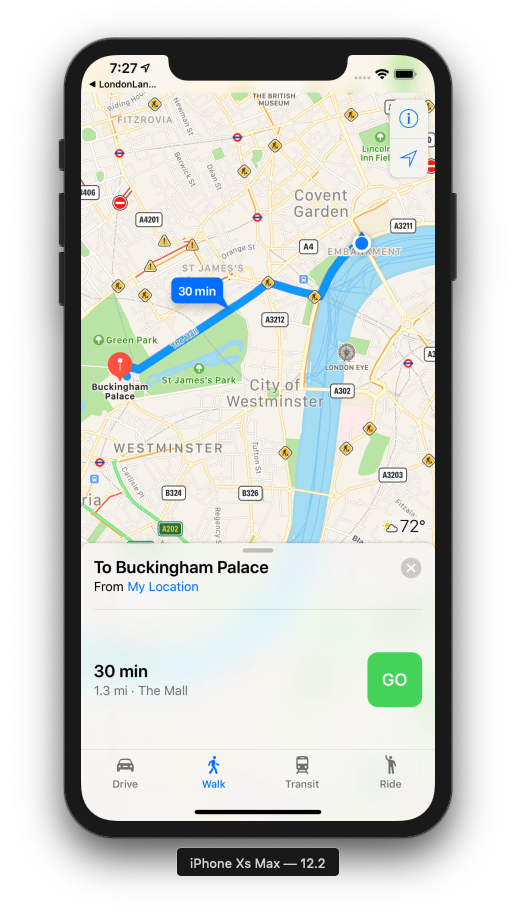 7:27
LondonLan...
THE BRITISH
MUSEUM
Riding Hou
FITZROVIA
Newman St
Berwick St
Dean St
Lincoln
Inn Fiel
A406
A4201
Covent
Garden
A3211
Orange St
A4
EMBANKMENT
ST JAMES'S
30 min
A3212
The Mall
Green Park
LONDON EYE
St James's Park
Buckingham
Palace
City of
Westminster
A302
WESTMINSTER
Tufton St
Carlisle Pl
A3203
B324
B326
ria
Regency S
A202
72°
To Buckingham Palace
From My Location
30 min
1.3 mi · The Mall
GO
Drive
Walk
Transit
Ride
iPhone Xs Max — 12.2